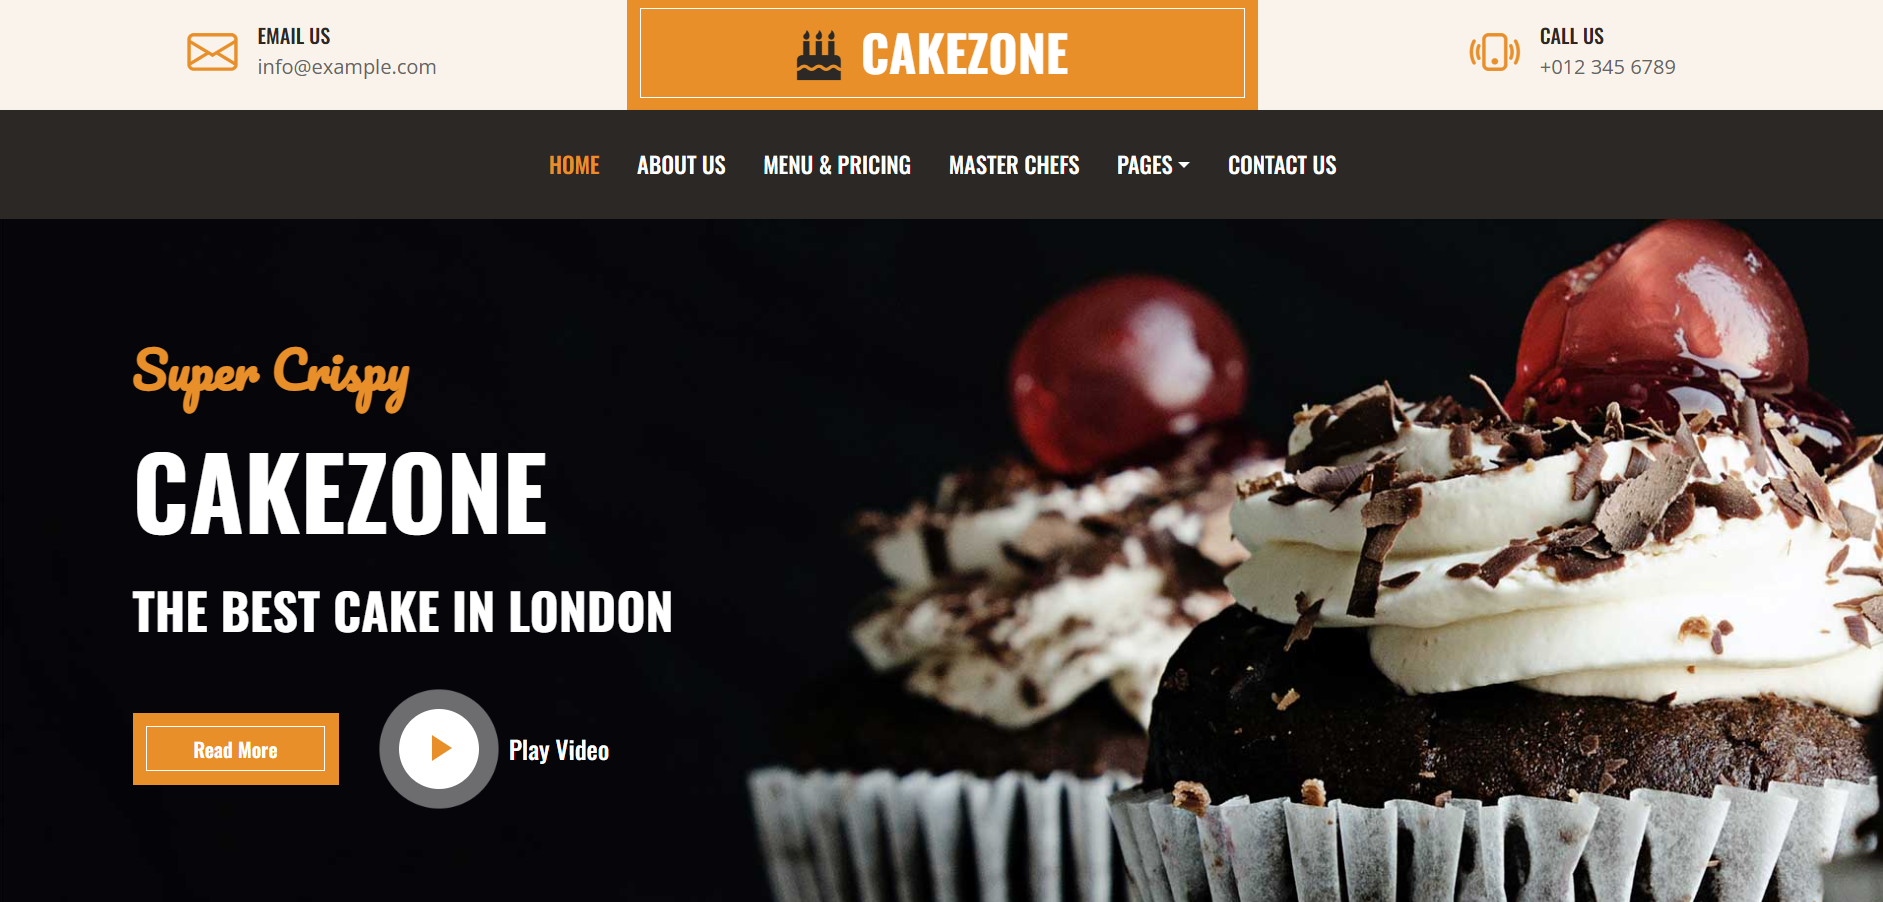 EMAIL US
info@example.com
CAKEZONE
CALL US
+012 345 6789
HOME ABOUT US MENU & PRICING MASTER CHEFS PAGES CONTACT US
Super Crispy
CAKEZONE
THE BEST CAKE IN LONDON
Read More Play Video